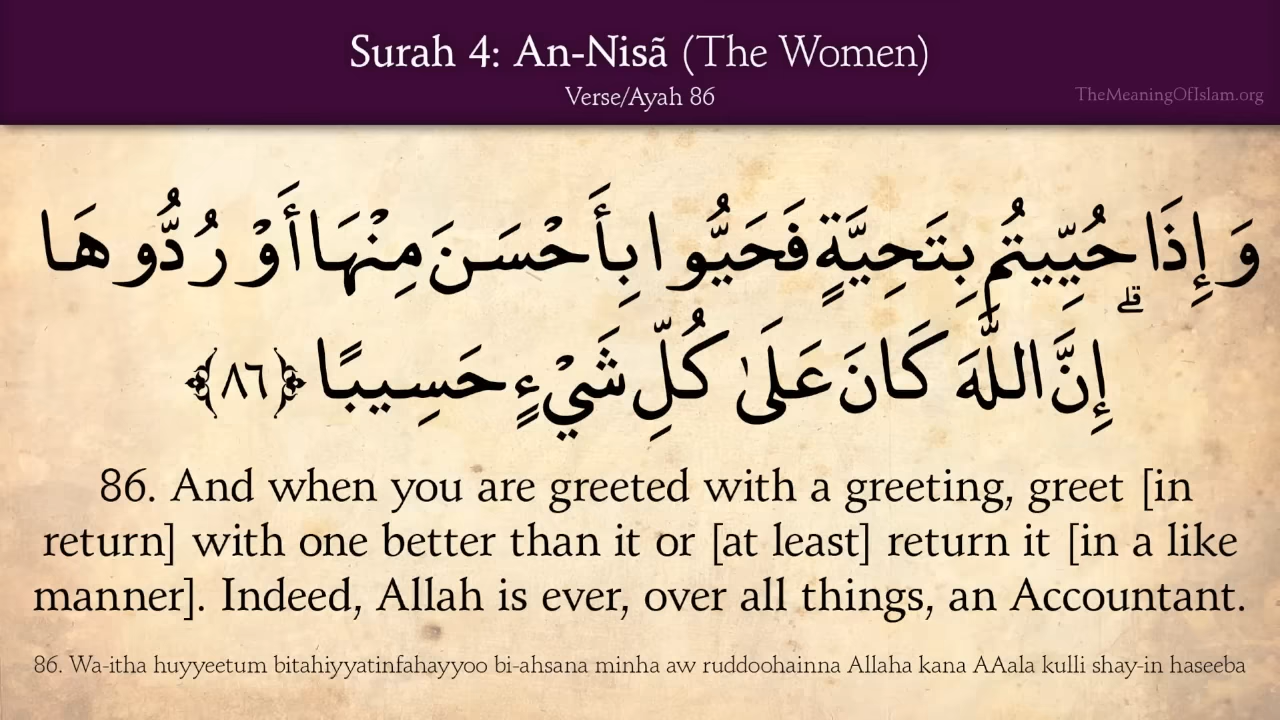 Surah 4: An-Nisã (The Women)
Verse/Ayah 86
TheMeaningOfIslam.org
وَإِذَا حُيِّيتُم بِتَحِيَّةٍ فَحَيُّوا بِأَحْسَنَ مِنْهَا أَوْ رُدُّوهَا ۗ
إِنَّ اللَّهَ كَانَ عَلَىٰ كُلِّ شَيْءٍ حَسِيبًا ﴿٨٦﴾
86. And when you are greeted with a greeting, greet [in
return] with one better than it or [at least] return it [in a like
manner]. Indeed, Allah is ever, over all things, an Accountant.
86. Wa-itha huyyeetum bitahiyyatinfahayyoo bi-ahsana minha aw ruddoohainna Allaha kana AAala kulli shay-in haseeba